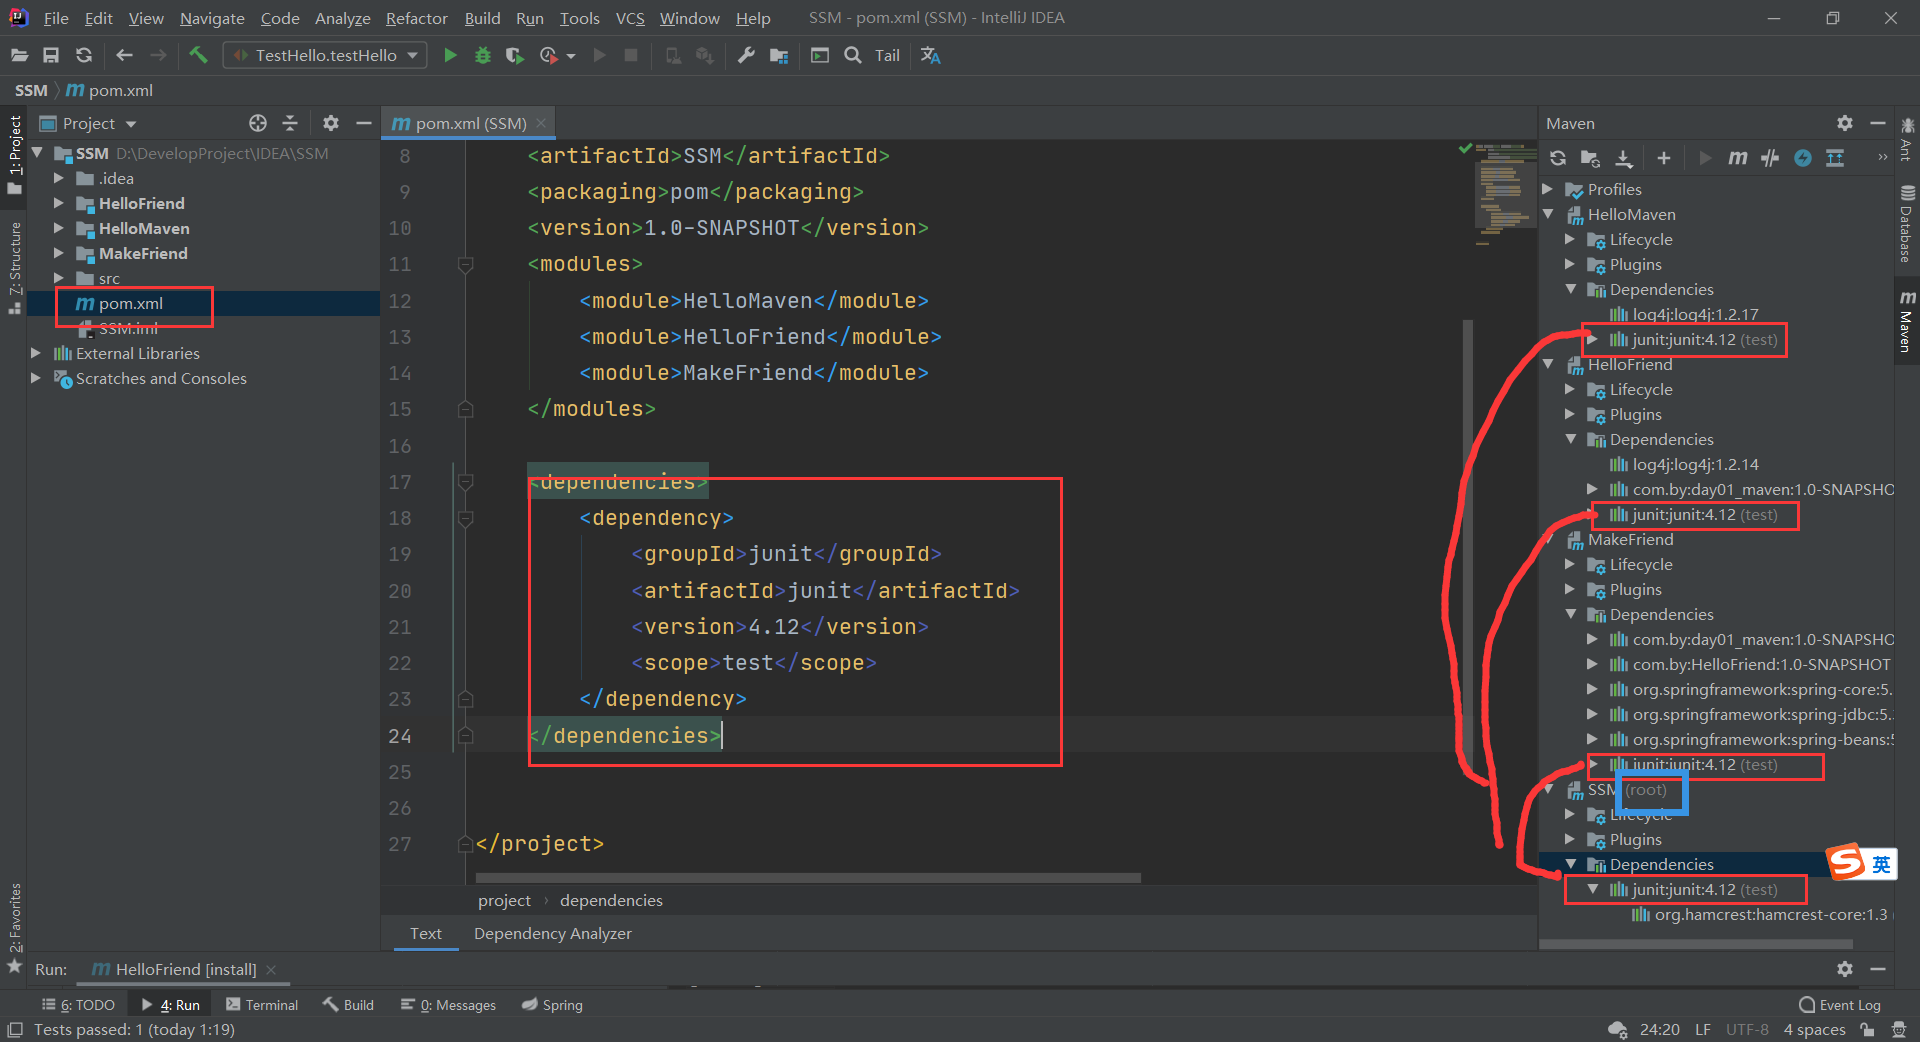 File Edit View Navigate Code Analyze Refactor Build Run Tools VCS Window Help SSM - pom.xml (SSM) - IntelliJ IDEA
TestHello.testHello
Tail
SSM pom.xml
1: Project
Z: Structure
2: Favorites
Project
SSM D:\DevelopProject\IDEA\SSM
.idea
HelloFriend
HelloMaven
MakeFriend
src
pom.xml
SSM.iml
External Libraries
Scratches and Consoles
pom.xml (SSM)
8 <artifactId>SSM</artifactId>
9 <packaging>pom</packaging>
10 <version>1.0-SNAPSHOT</version>
11 <modules>
12 <module>HelloMaven</module>
13 <module>HelloFriend</module>
14 <module>MakeFriend</module>
15 </modules>
16
17 <dependencies>
18 <dependency>
19 <groupId>junit</groupId>
20 <artifactId>junit</artifactId>
21 <version>4.12</version>
22 <scope>test</scope>
23 </dependency>
24 </dependencies>
25
26
27 </project>
project › dependencies
Text Dependency Analyzer
Maven
Profiles
HelloMaven
Lifecycle
Plugins
Dependencies
log4j:log4j:1.2.17
junit:junit:4.12 (test)
HelloFriend
Lifecycle
Plugins
Dependencies
log4j:log4j:1.2.14
com.by:day01_maven:1.0-SNAPSHO
junit:junit:4.12 (test)
MakeFriend
Lifecycle
Plugins
Dependencies
com.by:day01_maven:1.0-SNAPSHO
com.by:HelloFriend:1.0-SNAPSHOT
org.springframework:spring-core:5.
org.springframework:spring-jdbc:5.
org.springframework:spring-beans:5
junit:junit:4.12 (test)
SSM (root)
Lifecycle
Plugins
Dependencies
junit:junit:4.12 (test)
org.hamcrest:hamcrest-core:1.3
英
Ant
Database
Maven
Run: HelloFriend [install]
6: TODO 4: Run Terminal Build 0: Messages Spring Event Log
Tests passed: 1 (today 1:19) 24:20 LF UTF-8 4 spaces